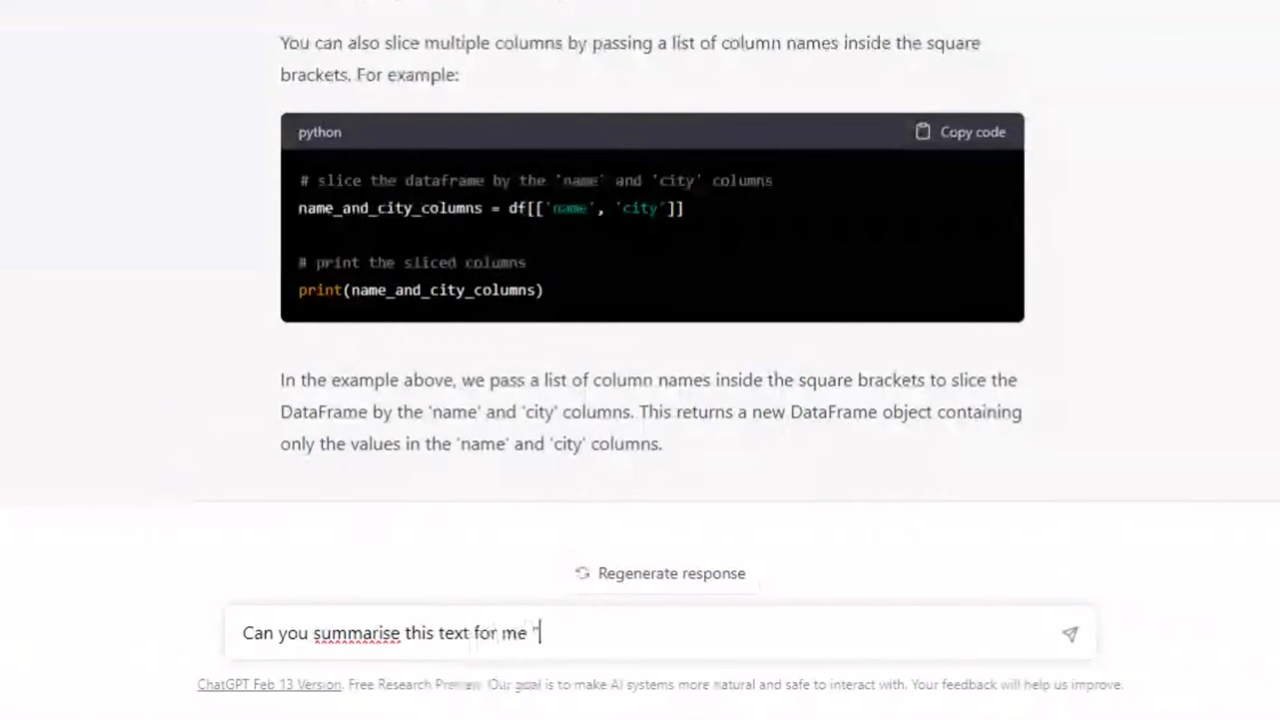 You can also slice multiple columns by passing a list of column names inside the square
brackets. For example:
python
Copy code
# slice the dataframe by the 'name' and 'city' columns
name_and_city_columns = df[['name', 'city']]
# print the sliced columns
print(name_and_city_columns)
In the example above, we pass a list of column names inside the square brackets to slice the
DataFrame by the 'name' and 'city' columns. This returns a new DataFrame object containing
only the values in the 'name' and 'city' columns.
Regenerate response
Can you summarise this text for me "
ChatGPT Feb 13 Version. Free Research Preview. Our goal is to make AI systems more natural and safe to interact with. Your feedback will help us improve.